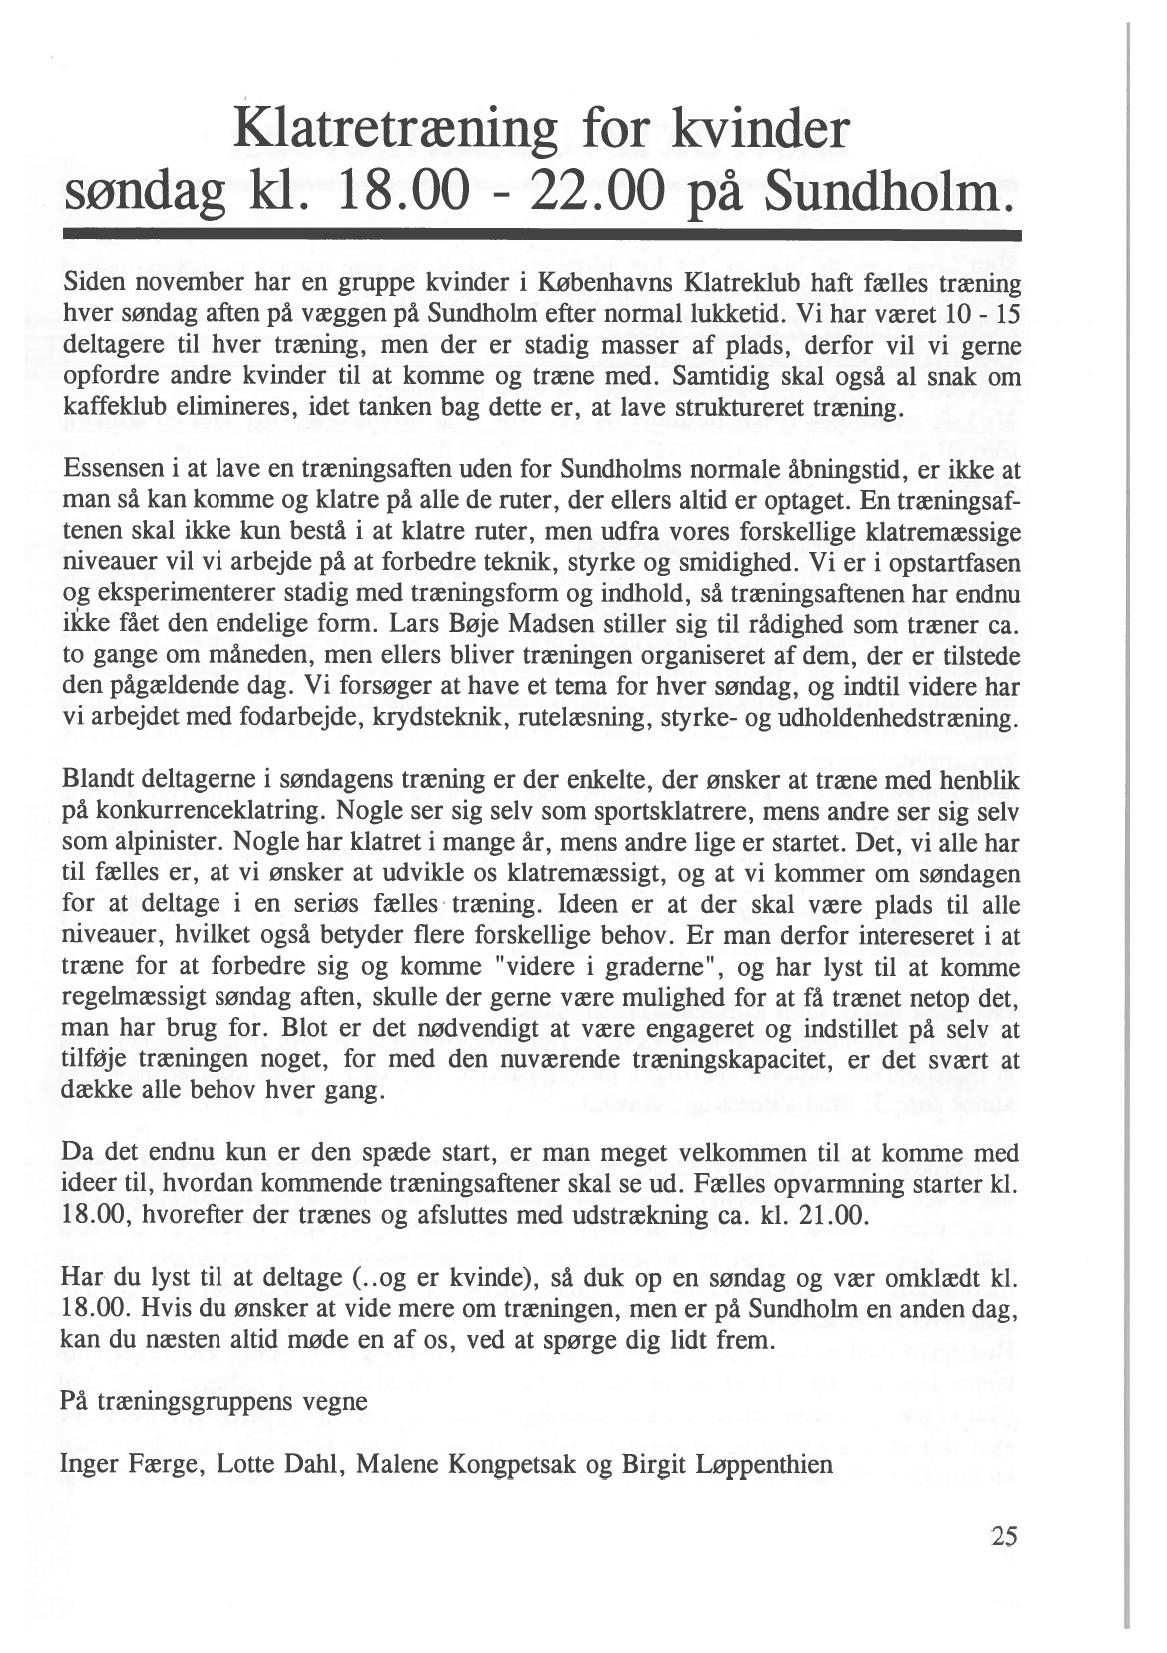 Klatretræning for kvinder
søndag kl. 18.00 - 22.00 på Sundholm.
Siden november har en gruppe kvinder i Københavns Klatreklub haft fælles træning
hver søndag aften på væggen på Sundholm efter normal lukketid. Vi har været 10 - 15
deltagere til hver træning, men der er stadig masser af plads, derfor vil vi gerne
opfordre andre kvinder til at komme og træne med. Samtidig skal også al snak om
kaffeklub elimineres, idet tanken bag dette er, at lave struktureret træning.
Essensen i at lave en træningsaften uden for Sundholms normale åbningstid, er ikke at
man så kan komme og klatre på alle de ruter, der ellers altid er optaget. En træningsaf-
tenen skal ikke kun bestå i at klatre ruter, men udfra vores forskellige klatremæssige
niveauer vil vi arbejde på at forbedre teknik, styrke og smidighed. Vi er i opstartfasen
og eksperimenterer stadig med træningsform og indhold, så træningsaftenen har endnu
ikke fået den endelige form. Lars Bøje Madsen stiller sig til rådighed som træner ca.
to gange om måneden, men ellers bliver træningen organiseret af dem, der er tilstede
den pågældende dag. Vi forsøger at have et tema for hver søndag, og indtil videre har
vi arbejdet med fodarbejde, krydsteknik, rutelæsning, styrke- og udholdenhedstræning.
Blandt deltagerne i søndagens træning er der enkelte, der ønsker at træne med henblik
på konkurrenceklatring. Nogle ser sig selv som sportsklatrere, mens andre ser sig selv
som alpinister. Nogle har klatret i mange år, mens andre lige er startet. Det, vi alle har
til fælles er, at vi ønsker at udvikle os klatremæssigt, og at vi kommer om søndagen
for at deltage i en seriøs fælles træning. Ideen er at der skal være plads til alle
niveauer, hvilket også betyder flere forskellige behov. Er man derfor intereseret i at
træne for at forbedre sig og komme "videre i graderne", og har lyst til at komme
regelmæssigt søndag aften, skulle der gerne være mulighed for at få trænet netop det,
man har brug for. Blot er det nødvendigt at være engageret og indstillet på selv at
tilføje træningen noget, for med den nuværende træningskapacitet, er det svært at
dække alle behov hver gang.
Da det endnu kun er den spæde start, er man meget velkommen til at komme med
ideer til, hvordan kommende træningsaftener skal se ud. Fælles opvarmning starter kl.
18.00, hvorefter der trænes og afsluttes med udstrækning ca. kl. 21.00.
Har du lyst til at deltage (..og er kvinde), så duk op en søndag og vær omklædt kl.
18.00. Hvis du ønsker at vide mere om træningen, men er på Sundholm en anden dag,
kan du næsten altid møde en af os, ved at spørge dig lidt frem.
På træningsgruppens vegne
Inger Færge, Lotte Dahl, Malene Kongpetsak og Birgit Løppenthien
25